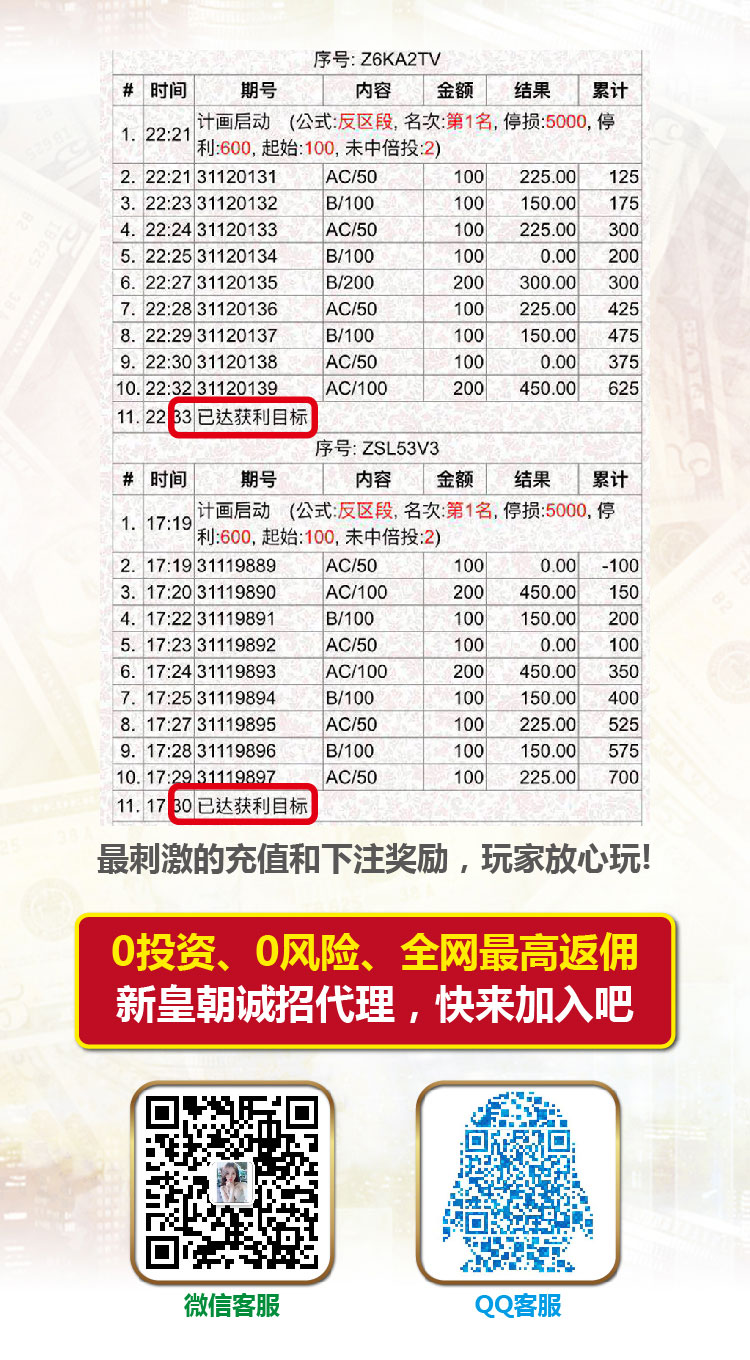 序号: Z6KA2TV
# 时间 期号 内容 金额 结果 累计
1. 22:21 计画启动 (公式:反区段, 名次:第1名, 停损:5000, 停
利:600, 起始:100, 未中倍投:2)
2. 22:21 31120131 AC/50 100 225.00 125
3. 22:23 31120132 B/100 100 150.00 175
4. 22:24 31120133 AC/50 100 225.00 300
5. 22:25 31120134 B/100 100 0.00 200
6. 22:27 31120135 B/200 200 300.00 300
7. 22:28 31120136 AC/50 100 225.00 425
8. 22:29 31120137 B/100 100 150.00 475
9. 22:30 31120138 AC/50 100 0.00 375
10. 22:32 31120139 AC/100 200 450.00 625
11. 22:33 已达获利目标
序号: ZSL53V3
# 时间 期号 内容 金额 结果 累计
1. 17:19 计画启动 (公式:反区段, 名次:第1名, 停损:5000, 停
利:600, 起始:100, 未中倍投:2)
2. 17:19 31119889 AC/50 100 0.00 -100
3. 17:20 31119890 AC/100 200 450.00 150
4. 17:22 31119891 B/100 100 150.00 200
5. 17:23 31119892 AC/50 100 0.00 100
6. 17:24 31119893 AC/100 200 450.00 350
7. 17:25 31119894 B/100 100 150.00 400
8. 17:27 31119895 AC/50 100 225.00 525
9. 17:28 31119896 B/100 100 150.00 575
10. 17:29 31119897 AC/50 100 225.00 700
11. 17:30 已达获利目标
最刺激的充值和下注奖励，玩家放心玩!
0投资、0风险、全网最高返佣
新皇朝诚招代理，快来加入吧
微信客服 QQ客服